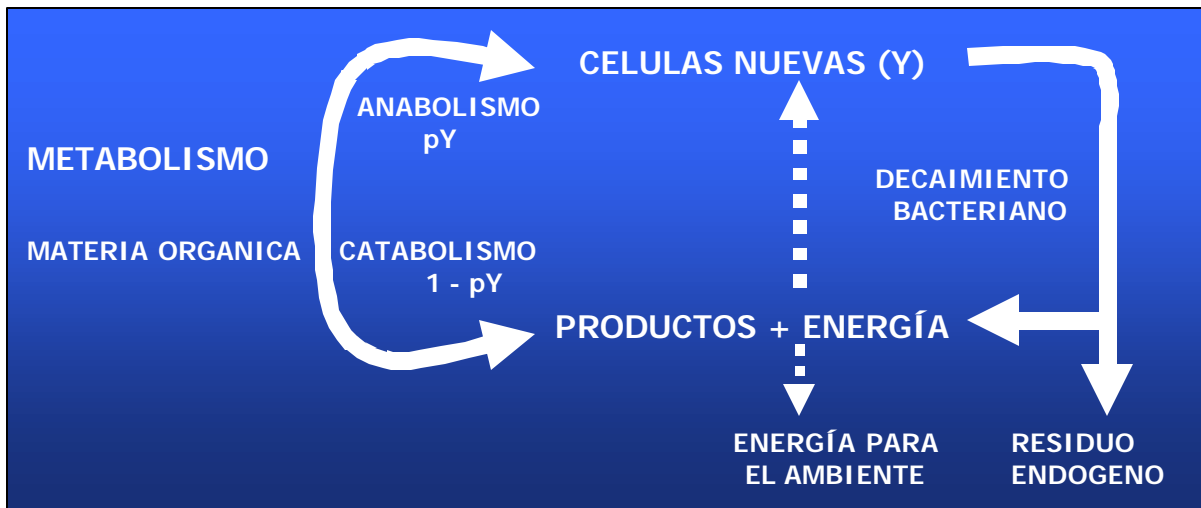 CELULAS NUEVAS (Y)
ANABOLISMO
pY
METABOLISMO
DECAIMIENTO
BACTERIANO
MATERIA ORGANICA
CATABOLISMO
1 - pY
PRODUCTOS + ENERGÍA
ENERGÍA PARA
EL AMBIENTE
RESIDUO
ENDOGENO